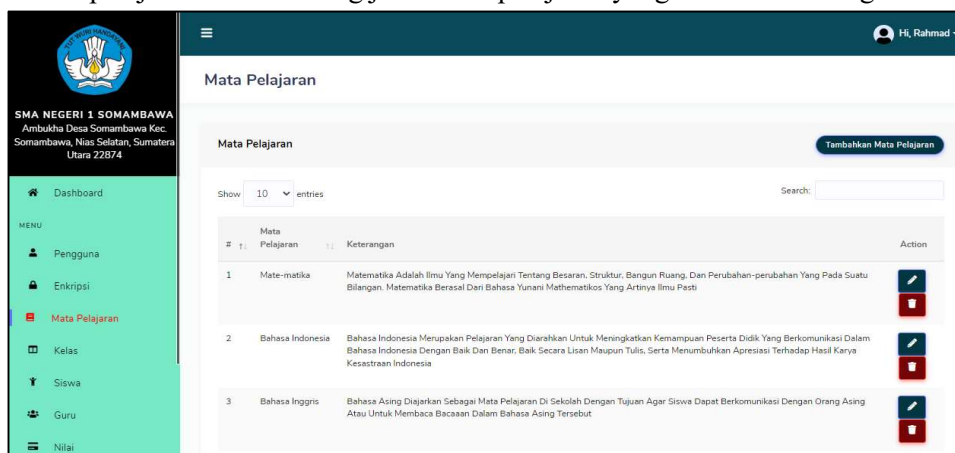 TUT WURI HANDAYANI
SMA NEGERI 1 SOMAMBAWA
Ambukha Desa Somambawa Kec.
Somambawa, Nias Selatan, Sumatera
Utara 22874
Dashboard
MENU
Pengguna
Enkripsi
Mata Pelajaran
Kelas
Siswa
Guru
Nilai
Hi, Rahmad
Mata Pelajaran
Mata Pelajaran
Tambahkan Mata Pelajaran
Show 10 entries
Search:
# Mata Pelajaran Keterangan Action
1 Mate-matika Matematika Adalah Ilmu Yang Mempelajari Tentang Besaran, Struktur, Bangun Ruang, Dan Perubahan-perubahan Yang Pada Suatu
Bilangan. Matematika Berasal Dari Bahasa Yunani Mathematikos Yang Artinya Ilmu Pasti
2 Bahasa Indonesia Bahasa Indonesia Merupakan Pelajaran Yang Diarahkan Untuk Meningkatkan Kemampuan Peserta Didik Yang Berkomunikasi Dalam
Bahasa Indonesia Dengan Baik Dan Benar, Baik Secara Lisan Maupun Tulis, Serta Menumbuhkan Apresiasi Terhadap Hasil Karya
Kesastraan Indonesia
3 Bahasa Inggris Bahasa Asing Diajarkan Sebagai Mata Pelajaran Di Sekolah Dengan Tujuan Agar Siswa Dapat Berkomunikasi Dengan Orang Asing
Atau Untuk Membaca Bacaaan Dalam Bahasa Asing Tersebut